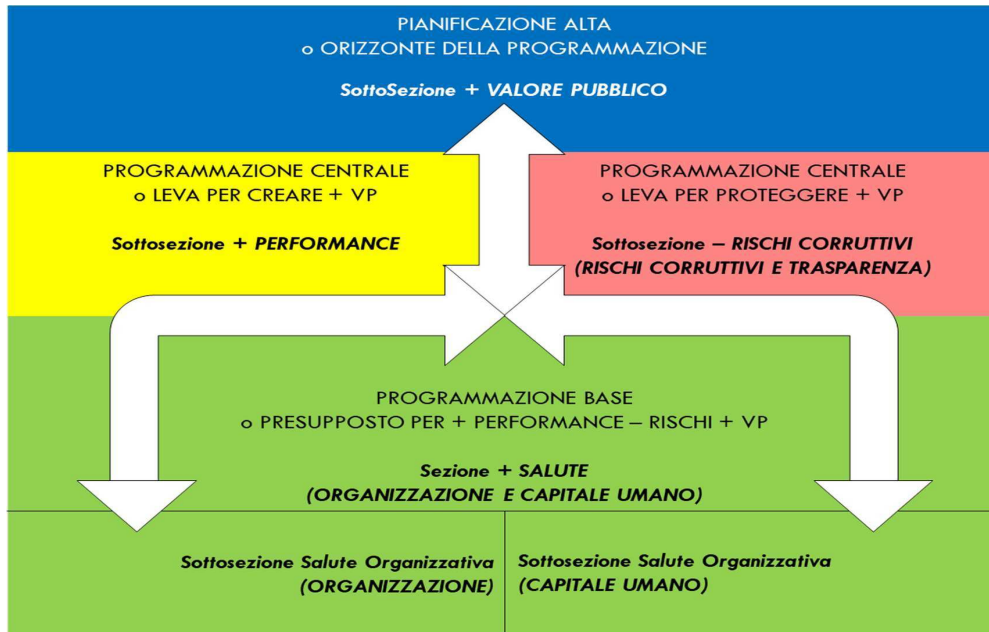 PIANIFICAZIONE ALTA
o ORIZZONTE DELLA PROGRAMMAZIONE
SottoSezione + VALORE PUBBLICO
PROGRAMMAZIONE CENTRALE
o LEVA PER CREARE + VP
Sottosezione + PERFORMANCE
PROGRAMMAZIONE CENTRALE
o LEVA PER PROTEGGERE + VP
Sottosezione – RISCHI CORRUTTIVI
(RISCHI CORRUTTIVI E TRASPARENZA)
PROGRAMMAZIONE BASE
o PRESUPPOSTO PER + PERFORMANCE – RISCHI + VP
Sezione + SALUTE
(ORGANIZZAZIONE E CAPITALE UMANO)
Sottosezione Salute Organizzativa
(ORGANIZZAZIONE)
Sottosezione Salute Organizzativa
(CAPITALE UMANO)